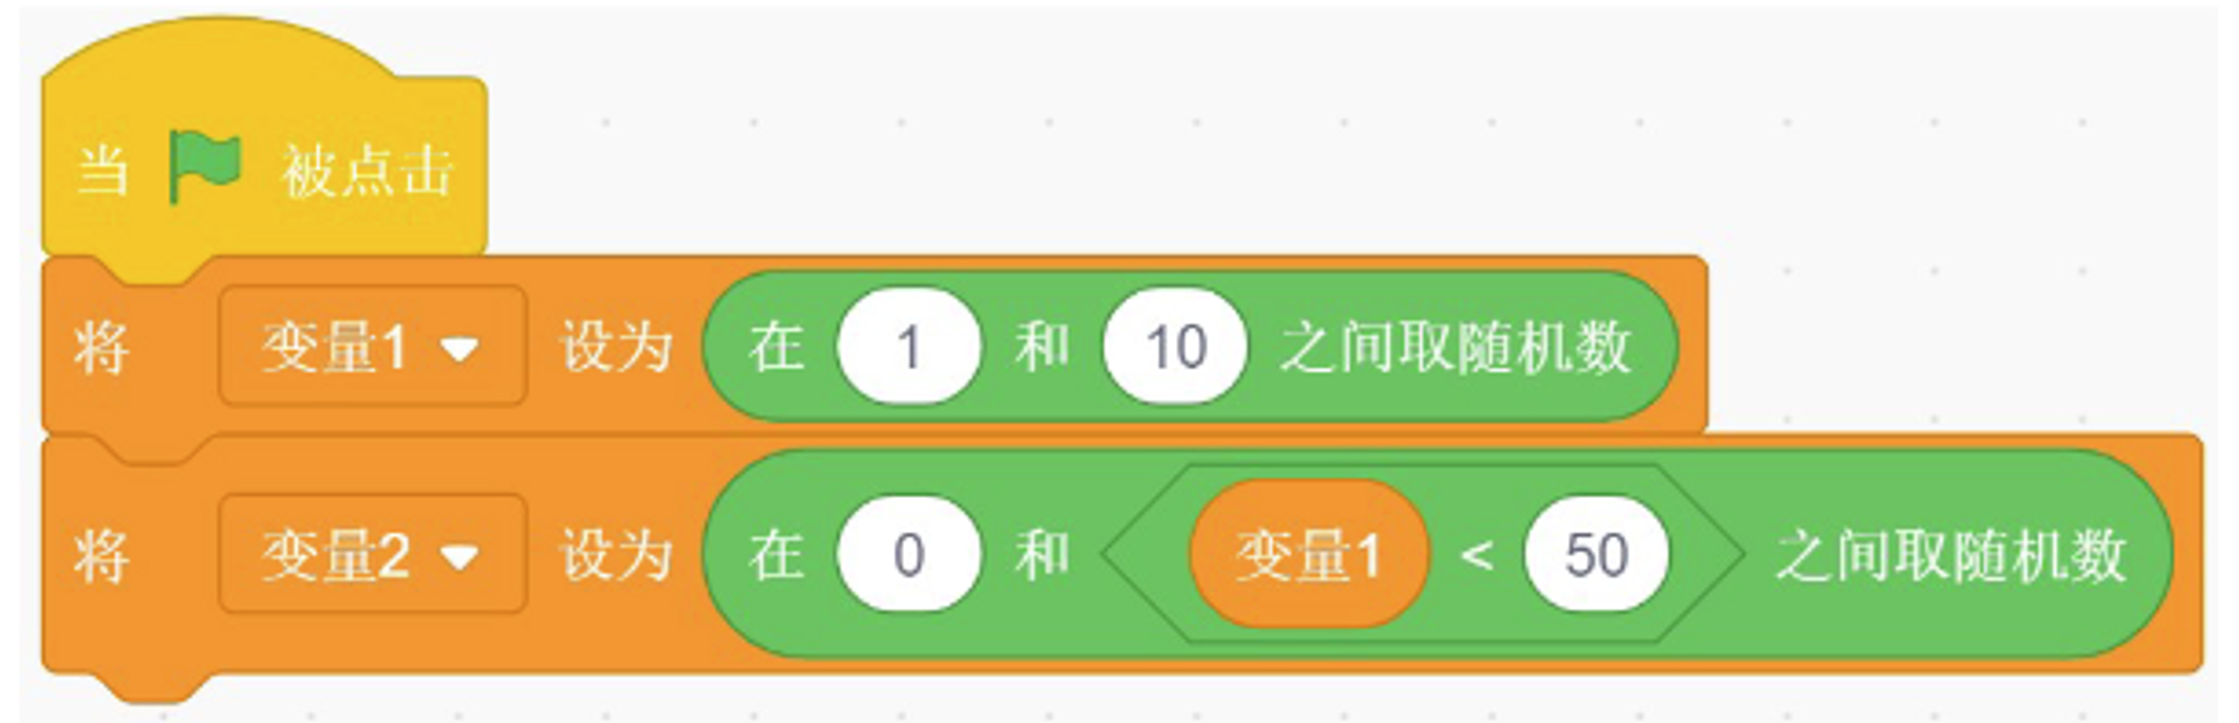 当 被点击
将 变量1 设为 在 1 和 10 之间取随机数
将 变量2 设为 在 0 和 变量1 < 50 之间取随机数